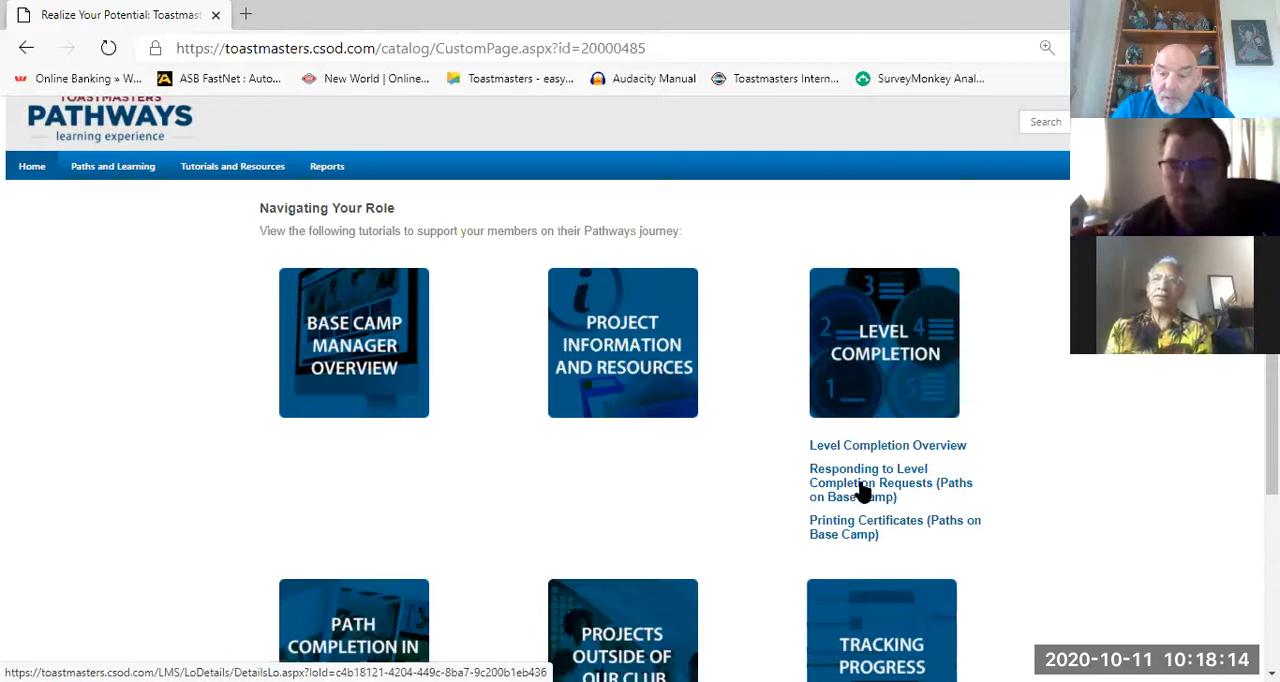 Realize Your Potential: Toastmast
https://toastmasters.csod.com/catalog/CustomPage.aspx?id=20000485
Online Banking » W...
ASB FastNet : Auto...
New World | Online...
Toastmasters - easy...
Audacity Manual
Toastmasters Intern...
SurveyMonkey Anal...
TOASTMASTERS
PATHWAYS
learning experience
Search
Home
Paths and Learning
Tutorials and Resources
Reports
Navigating Your Role
View the following tutorials to support your members on their Pathways journey:
BASE CAMP
MANAGER
OVERVIEW
PROJECT
INFORMATION
AND RESOURCES
3
2
4
1
5
LEVEL
COMPLETION
Level Completion Overview
Responding to Level
Completion Requests (Paths
on Base Camp)
Printing Certificates (Paths on
Base Camp)
PATH
COMPLETION IN
PROJECTS
OUTSIDE OF
OUR CLUB
TRACKING
PROGRESS
https://toastmasters.csod.com/LMS/LoDetails/DetailsLo.aspx?loId=c4b18121-4204-449c-8ba7-9c200b1eb436
2020-10-11 10:18:14